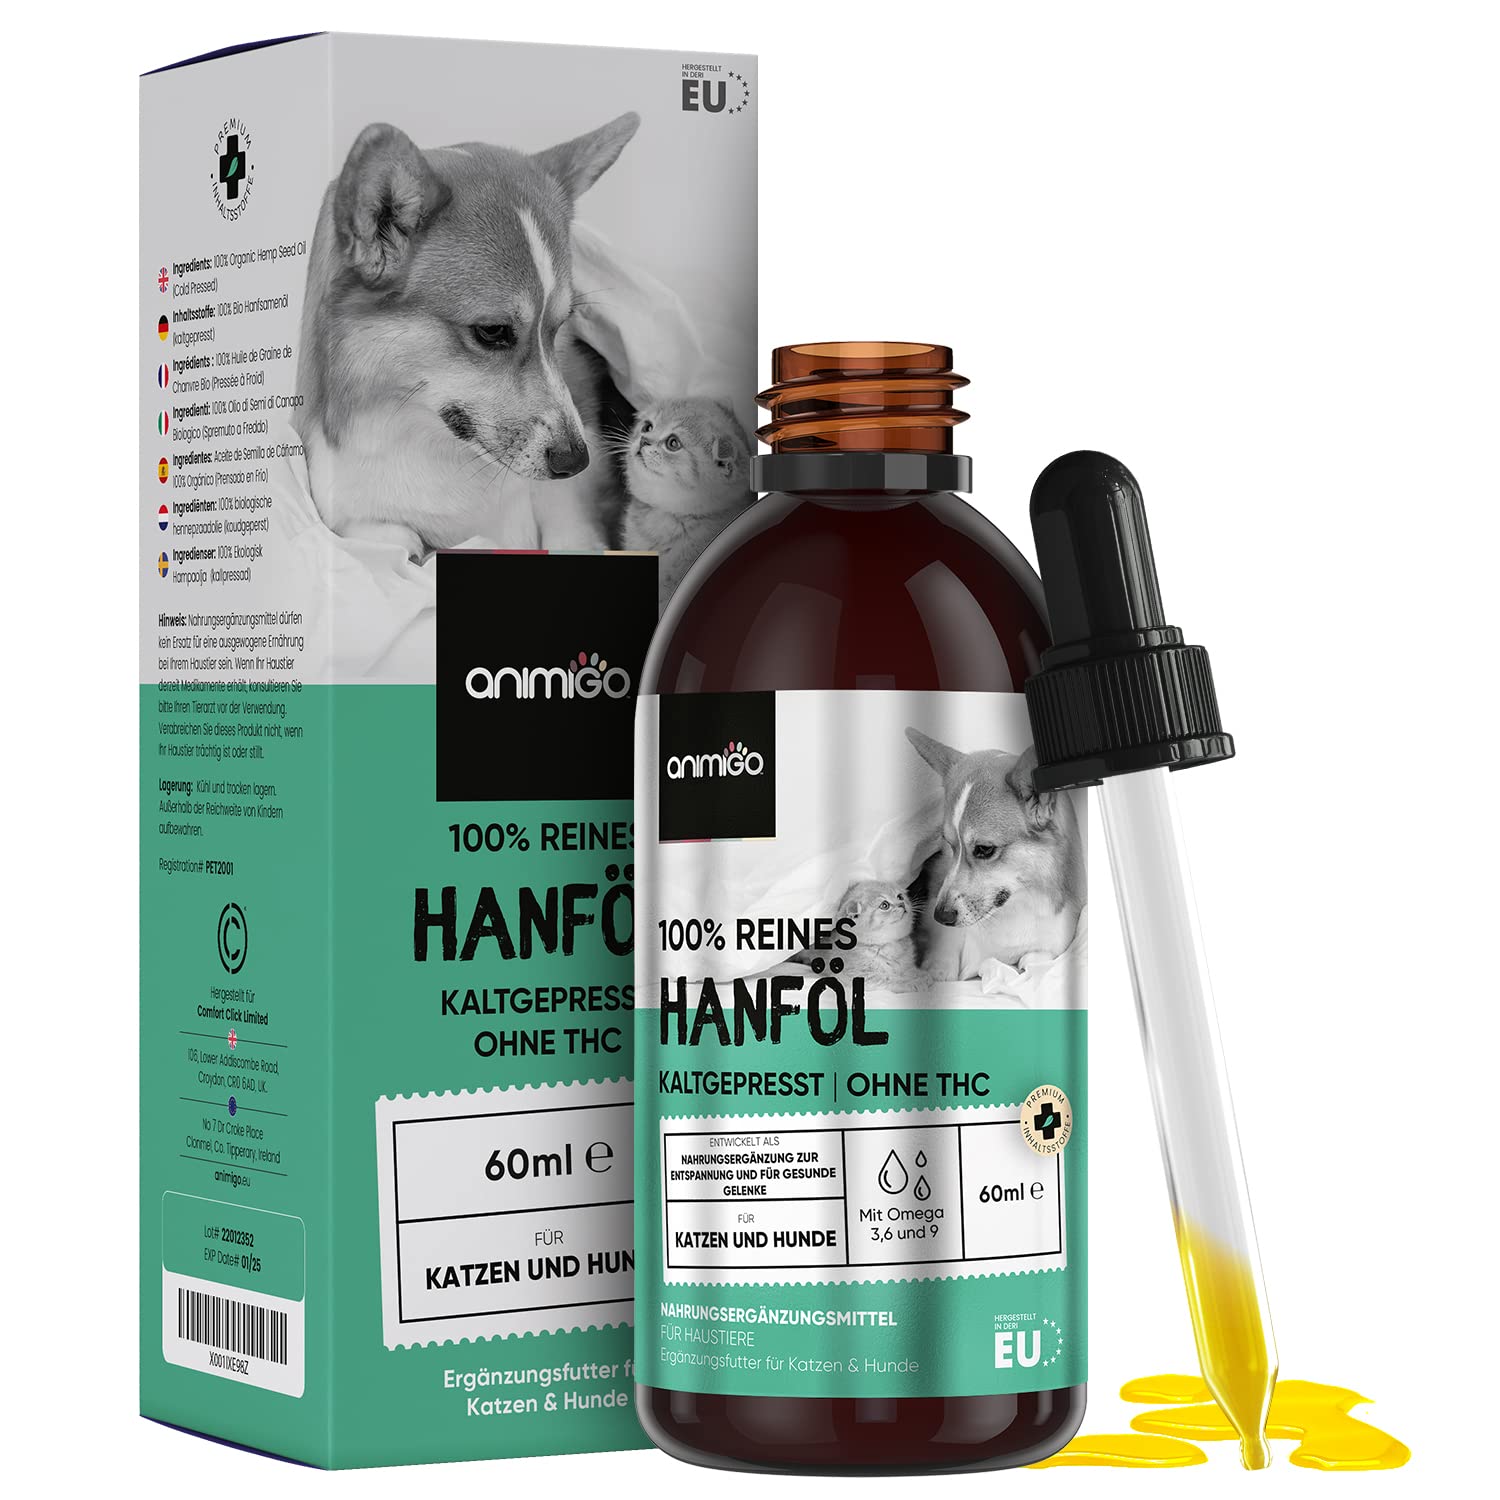 PREMIUM
INHALTSSTOFFE
Ingredients: 100% Organic Hemp Seed Oil
(Cold Pressed)
Inhaltsstoffe: 100% Bio Hanfsamenöl
(kaltgepresst)
Ingrédients : 100% Huile de Graine de
Chanvre Bio (Pressée à Froid)
Ingredienti: 100% Olio di Semi di Canapa
Biologico (Spremuto a Freddo)
Ingredientes: Aceite de Semilla de Cáñamo
100% Orgánico (Prensado en Frío)
Ingrediënten: 100% biologische
hennepzaadolie (koudgeperst)
Ingredienser: 100% Ekologisk
Hampaolja (kallpressad)
Hinweis: Nahrungsergänzungsmittel dürfen
kein Ersatz für eine ausgewogene Ernährung
bei Ihrem Haustier sein. Wenn Ihr Haustier
derzeit Medikamente erhält, konsultieren Sie
bitte Ihren Tierarzt vor der Verwendung.
Verabreichen Sie dieses Produkt nicht, wenn
Ihr Haustier trächtig ist oder stillt.
Lagerung: Kühl und trocken lagern.
Außerhalb der Reichweite von Kindern
aufbewahren.
Registration# PET2001
Hergestellt für
Comfort Click Limited
106, Lower Addiscombe Road,
Croydon, CR0 6AD, UK.
No 7 Dr Croke Place
Clonmel, Co. Tipperary, Ireland
animigo.eu
Lot# 22012352
EXP Date# 01/25
X001IXE98Z
HERGESTELLT
IN DERI
EU
animigo
100% REINES
HANFÖ
KALTGEPRESS
OHNE THC
60ml e
FÜR
KATZEN UND HUN
Ergänzungsfutter f
Katzen & Hunde
animigo
100% REINES
HANFÖL
KALTGEPRESST | OHNE THC
PREMIUM
INHALTSSTOFFE
ENTWICKELT ALS
NAHRUNGSERGÄNZUNG ZUR
ENTSPANNUNG UND FÜR GESUNDE
GELENKE
FÜR
KATZEN UND HUNDE
Mit Omega
3,6 und 9
60ml e
NAHRUNGSERGÄNZUNGSMITTEL
FÜR HAUSTIERE
Ergänzungsfutter für Katzen & Hunde
HERGESTELLT
IN DERI
EU